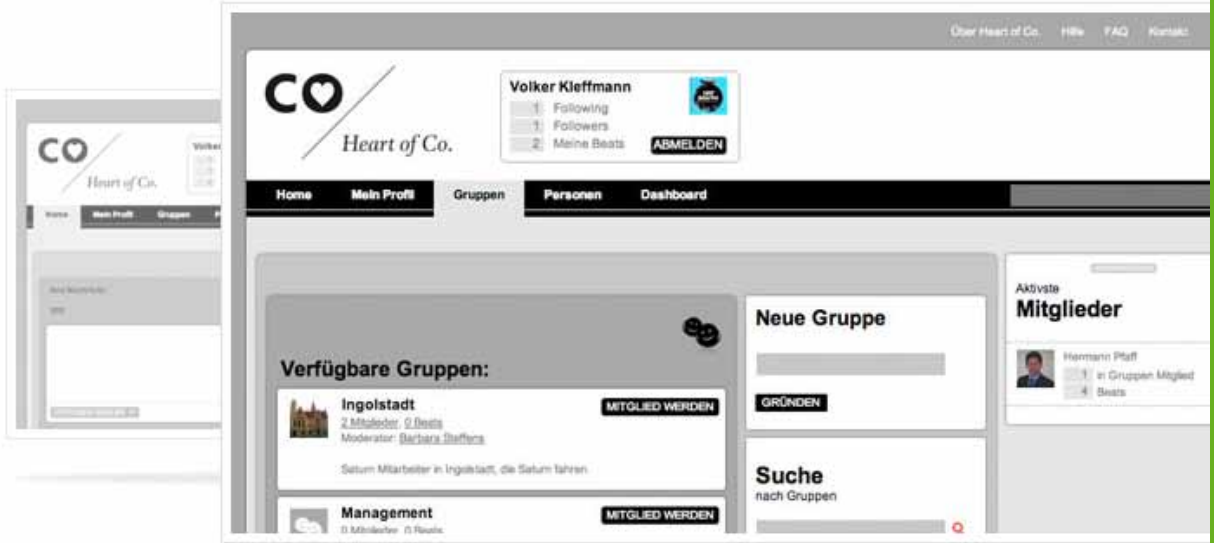 Über Heart of Co. Hilfe FAQ Kontakt
CO
Heart of Co.
Volker Kleffmann
1 Following
1 Followers
2 Meine Beats
ABMELDEN
Home Mein Profil Gruppen Personen Dashboard
Verfügbare Gruppen:
Ingolstadt
2 Mitglieder, 0 Beats
Moderator: Barbara Steffens
MITGLIED WERDEN
Saturn Mitarbeiter in Ingolstadt, die Saturn fahren
Management
0 Mitglieder, 0 Beats
MITGLIED WERDEN
Neue Gruppe
GRÜNDEN
Suche
nach Gruppen
Aktivste
Mitglieder
Hermann Pfaff
1 in Gruppen Mitglied
4 Beats
CO
Heart of Co.
Home Mein Profil Gruppen